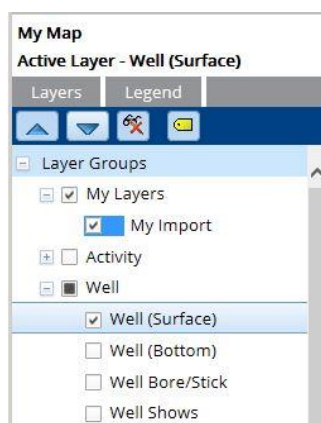 My Map
Active Layer - Well (Surface)
Layers Legend
Layer Groups
My Layers
My Import
Activity
Well
Well (Surface)
Well (Bottom)
Well Bore/Stick
Well Shows